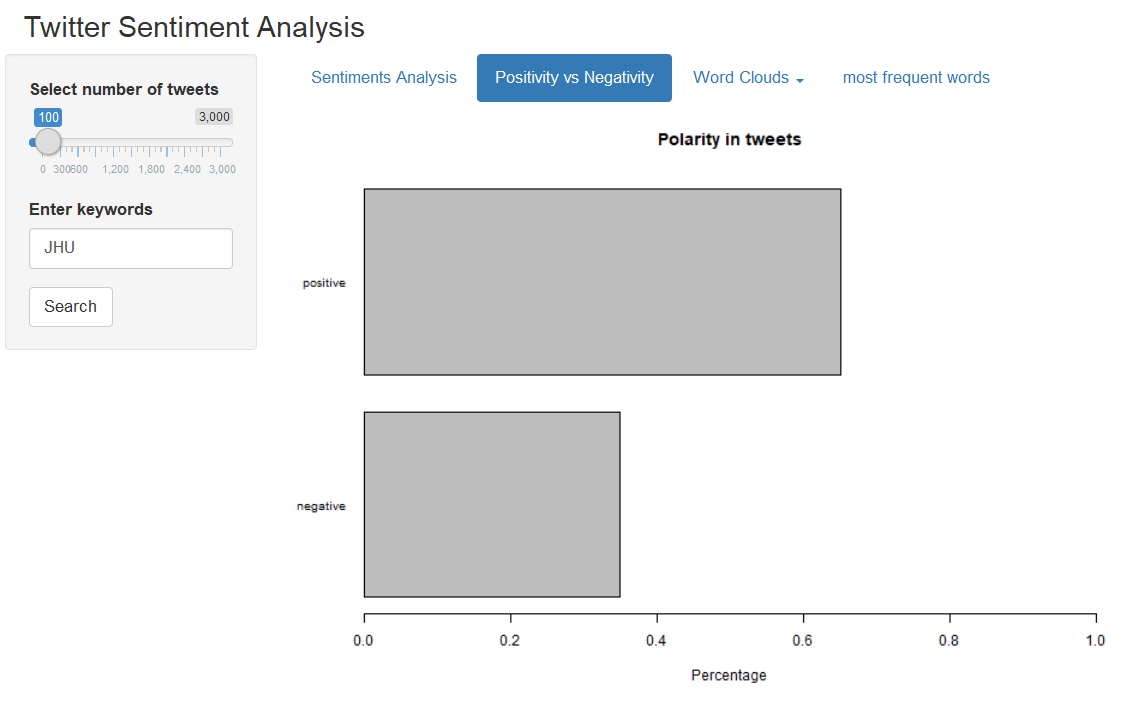 Twitter Sentiment Analysis
Select number of tweets
100 3,000
0 300600 1,200 1,800 2,400 3,000
Enter keywords
JHU
Search
Sentiments Analysis Positivity vs Negativity Word Clouds most frequent words
Polarity in tweets
positive
negative
0.0 0.2 0.4 0.6 0.8 1.0
Percentage